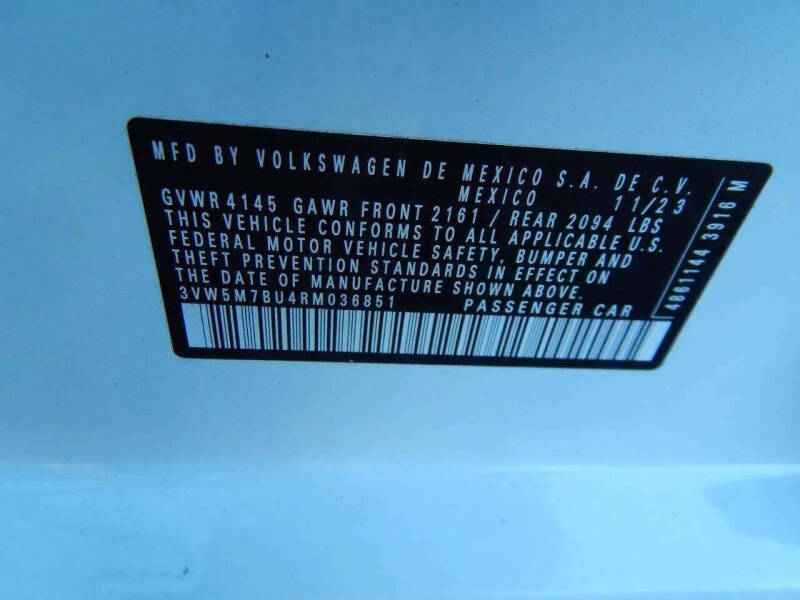 MFD BY VOLKSWAGEN DE MEXICO S.A. DE C.V.
MEXICO 11/23
GVWR 4145 GAWR FRONT 2161 / REAR 2094 LBS
THIS VEHICLE CONFORMS TO ALL APPLICABLE U.S.
FEDERAL MOTOR VEHICLE SAFETY, BUMPER AND
THEFT PREVENTION STANDARDS IN EFFECT ON
THE DATE OF MANUFACTURE SHOWN ABOVE.
3VW5M7BU4RM036851 PASSENGER CAR
4861144 3916 M